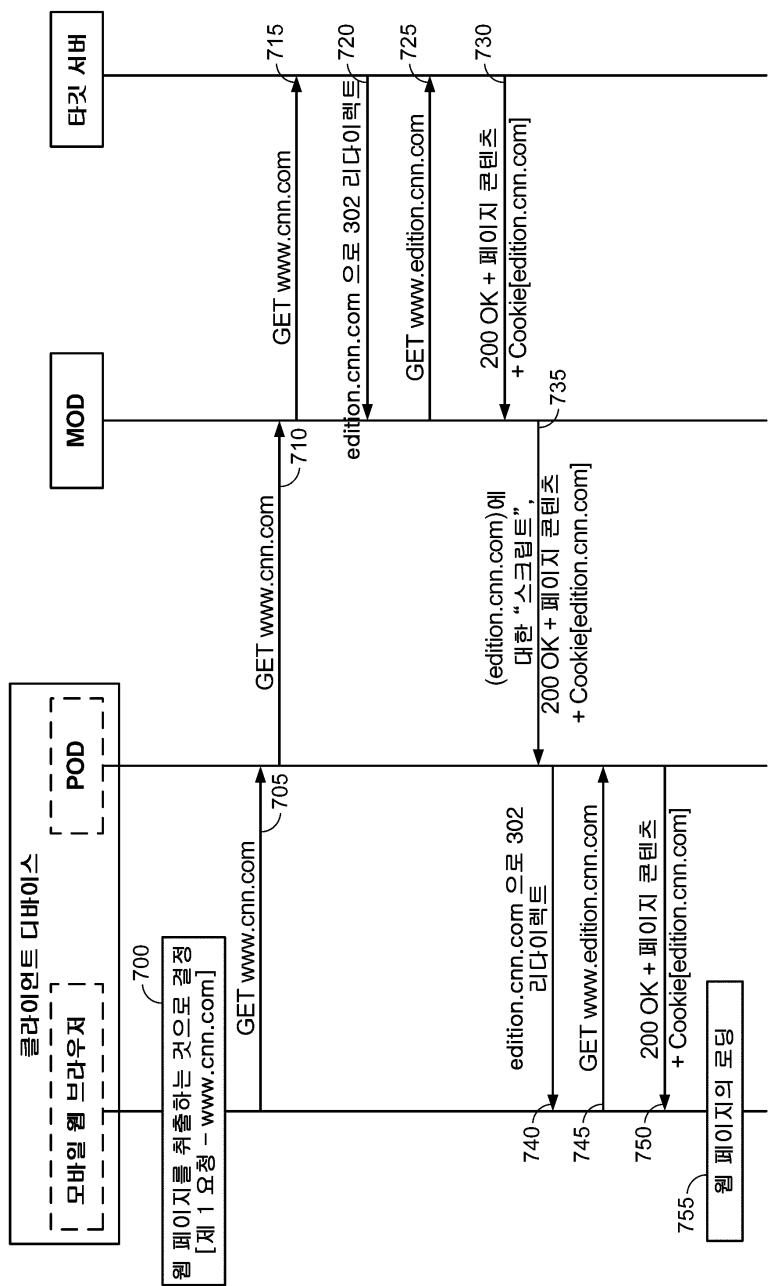 클라이언트 디바이스
모바일 웹 브라우저
POD
MOD
타깃 서버
웹 페이지를 취출하는 것으로 결정
[제 1 요청 – www.cnn.com]
700
GET www.cnn.com
705
GET www.cnn.com
710
GET www.cnn.com
715
edition.cnn.com 으로 302 리다이렉트
720
GET www.edition.cnn.com
725
200 OK + 페이지 콘텐츠
+ Cookie[edition.cnn.com]
730
(edition.cnn.com)에
대한 “스크립트”,
200 OK + 페이지 콘텐츠
+ Cookie[edition.cnn.com]
735
edition.cnn.com 으로 302
리다이렉트
740
GET www.edition.cnn.com
745
200 OK + 페이지 콘텐츠
+ Cookie[edition.cnn.com]
750
웹 페이지의 로딩
755